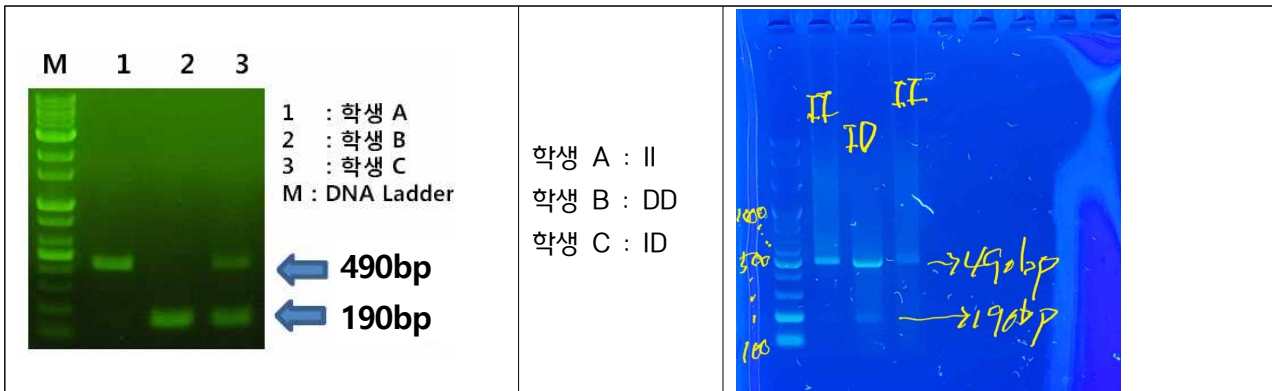 M 1 2 3
1 : 학생 A
2 : 학생 B
3 : 학생 C
M : DNA Ladder
490bp
190bp
학생 A : II
학생 B : DD
학생 C : ID
II
ID
II
1000
500
100
→490bp
→190bp